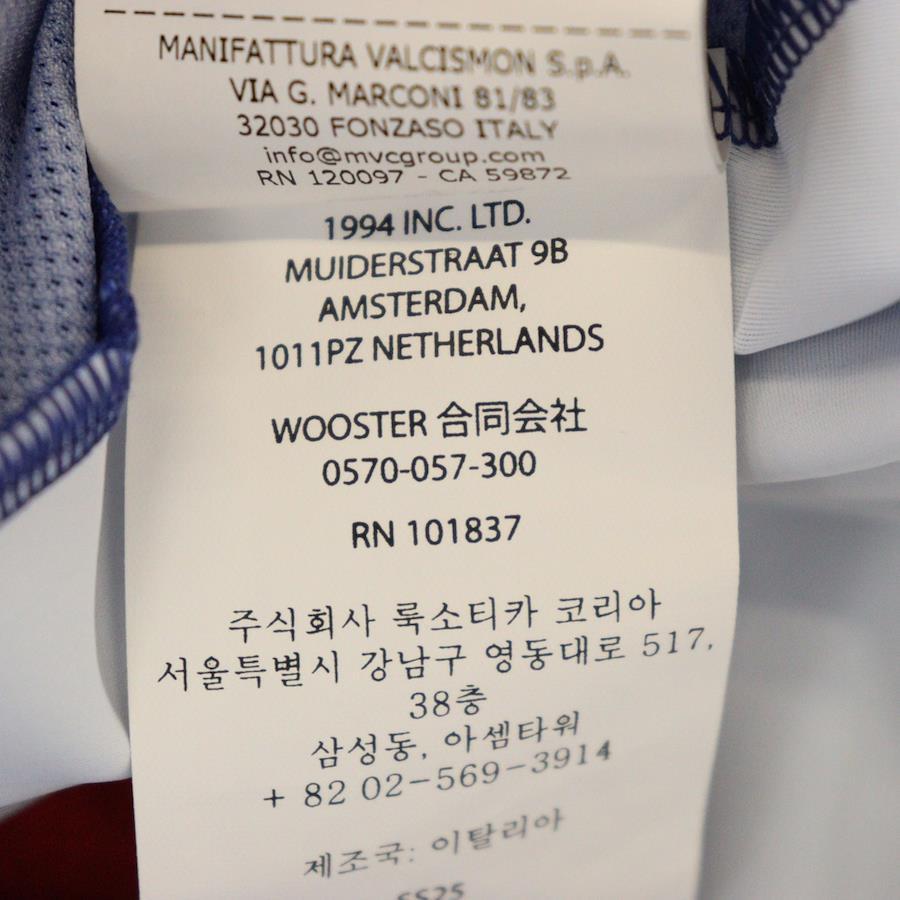 MANIFATTURA VALCISMON S.p.A.
VIA G. MARCONI 81/83
32030 FONZASO ITALY
info@mvcgroup.com
RN 120097 - CA 59872
1994 INC. LTD.
MUIDERSTRAAT 9B
AMSTERDAM,
1011PZ NETHERLANDS
WOOSTER 合同会社
0570-057-300
RN 101837
주식회사 룩소티카 코리아
서울특별시 강남구 영동대로 517,
38층
삼성동, 아셈타워
+ 82 02-569-3914
제조국: 이탈리아
SS25